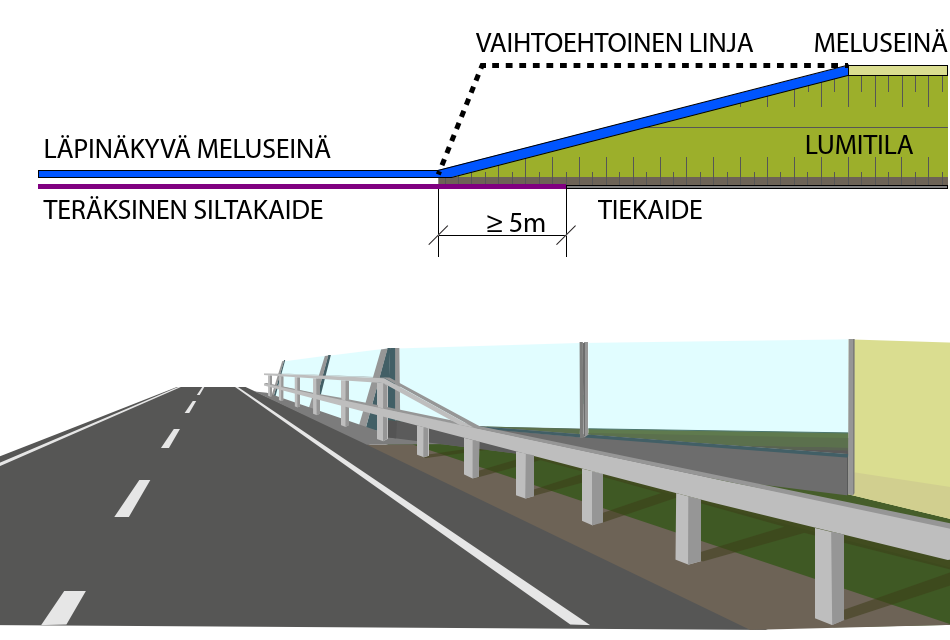 VAIHTOEHTOINEN LINJA
MELUSEINÄ
LÄPINÄKYVÄ MELUSEINÄ
LUMITILA
TERÄKSINEN SILTAKAIDE
TIEKAIDE
≥ 5m